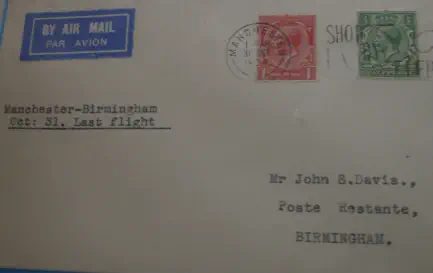 BY AIR MAIL
PAR AVION
MANCHESTER
Manchester-Birmingham
Oct: 31. Last flight
Mr John S.Davis.,
Poste Restante,
BIRMINGHAM.